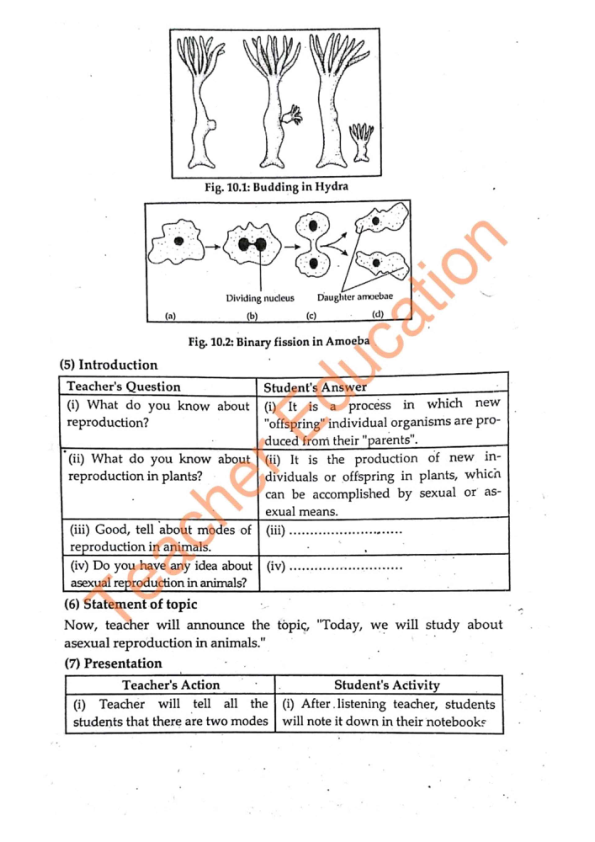 Fig. 10.1: Budding in Hydra
Dividing nucleus
Daughter amoebae
(a)
(b)
(c)
(d)
Fig. 10.2: Binary fission in Amoeba
(5) Introduction
Teacher's Question
Student's Answer
(i) What do you know about
reproduction?
(i) It is a process in which new
"offspring" individual organisms are pro-
duced from their "parents".
(ii) What do you know about
reproduction in plants?
(ii) It is the production of new in-
dividuals or offspring in plants, which
can be accomplished by sexual or as-
exual means.
(iii) Good, tell about modes of
reproduction in animals.
(iii) ............................
(iv) Do you have any idea about
asexual reproduction in animals?
(iv) ............................
(6) Statement of topic
Now, teacher will announce the topic, "Today, we will study about
asexual reproduction in animals."
(7) Presentation
Teacher's Action
Student's Activity
(i) Teacher will tell all the
students that there are two modes
(i) After listening teacher, students
will note it down in their notebooks
Teacher Education